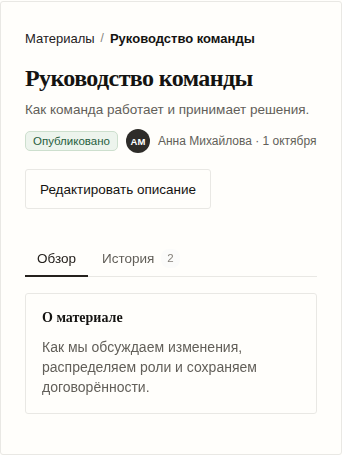 Материалы / Руководство команды
Руководство команды
Как команда работает и принимает решения.
Опубликовано АМ Анна Михайлова · 1 октября
Редактировать описание
Обзор История 2
О материале
Как мы обсуждаем изменения,
распределяем роли и сохраняем
договорённости.